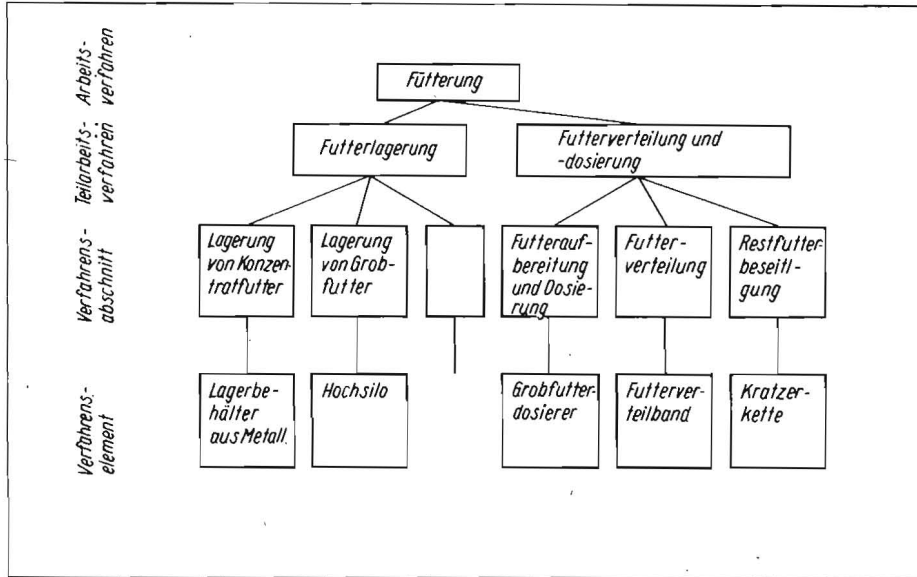 Arbeits-
verfahren
Fütterung
Teilarbeits-
verfahren
Futterlagerung
Futterverteilung und
-dosierung
Verfahrens-
abschnitt
Lagerung
von Konzen-
tratfutter
Lagerung
von Grob-
futter
Futterauf-
bereitung
und Dosie-
rung
Futter-
verteilung
Restfutter-
beseiti-
gung
Verfahrens-
element
Lagerbe-
hälter
aus Metall
Hochsilo
Grobfutter-
dosierer
Futterver-
teilband
Kratzer-
kette